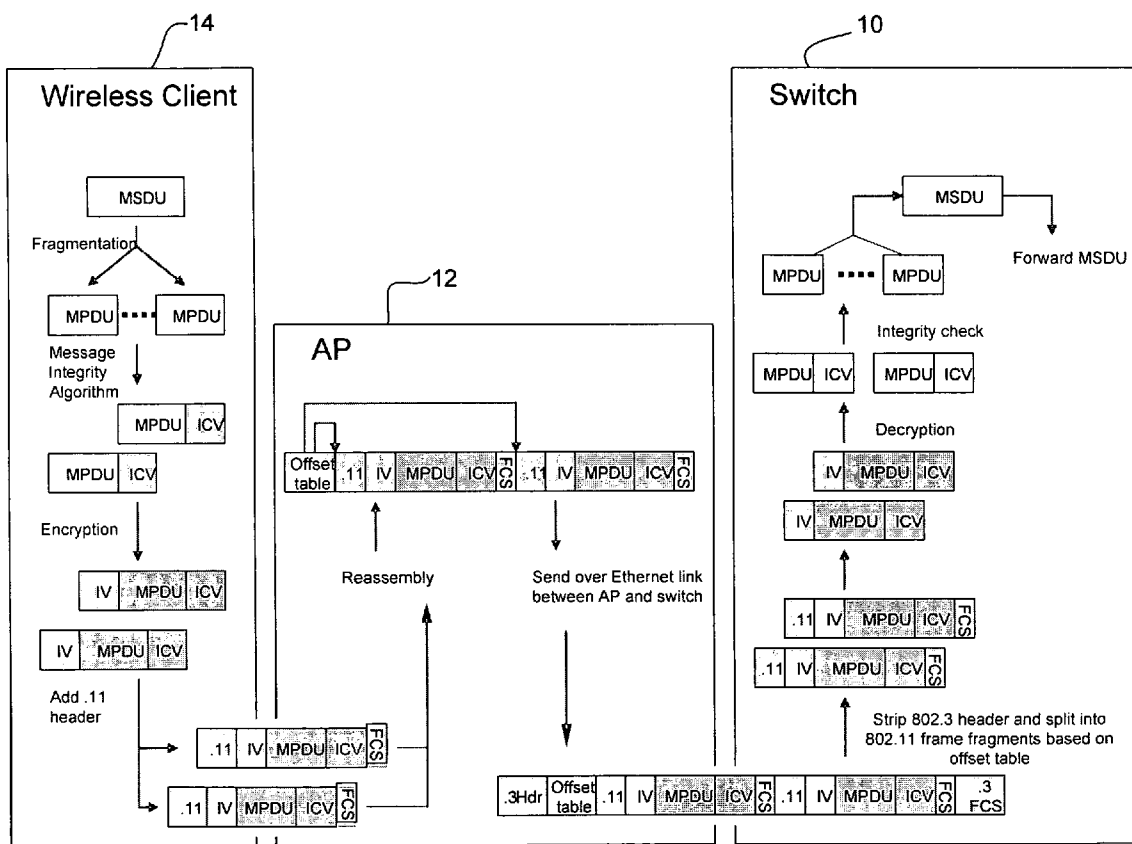 14
Wireless Client
MSDU
Fragmentation
MPDU MPDU
Message
Integrity
Algorithm
MPDU ICV
MPDU ICV
Encryption
IV MPDU ICV
IV MPDU ICV
Add .11
header
.11 IV MPDU ICV FCS
.11 IV MPDU ICV FCS
12
AP
Offset
table .11 IV MPDU ICV FCS .11 IV MPDU ICV FCS
Reassembly
Send over Ethernet link
between AP and switch
.3Hdr Offset
table .11 IV MPDU ICV FCS .11 IV MPDU ICV FCS .3
FCS
10
Switch
MSDU
Forward MSDU
MPDU MPDU
Integrity check
MPDU ICV MPDU ICV
Decryption
IV MPDU ICV
IV MPDU ICV
.11 IV MPDU ICV FCS
.11 IV MPDU ICV FCS
Strip 802.3 header and split into
802.11 frame fragments based on
offset table